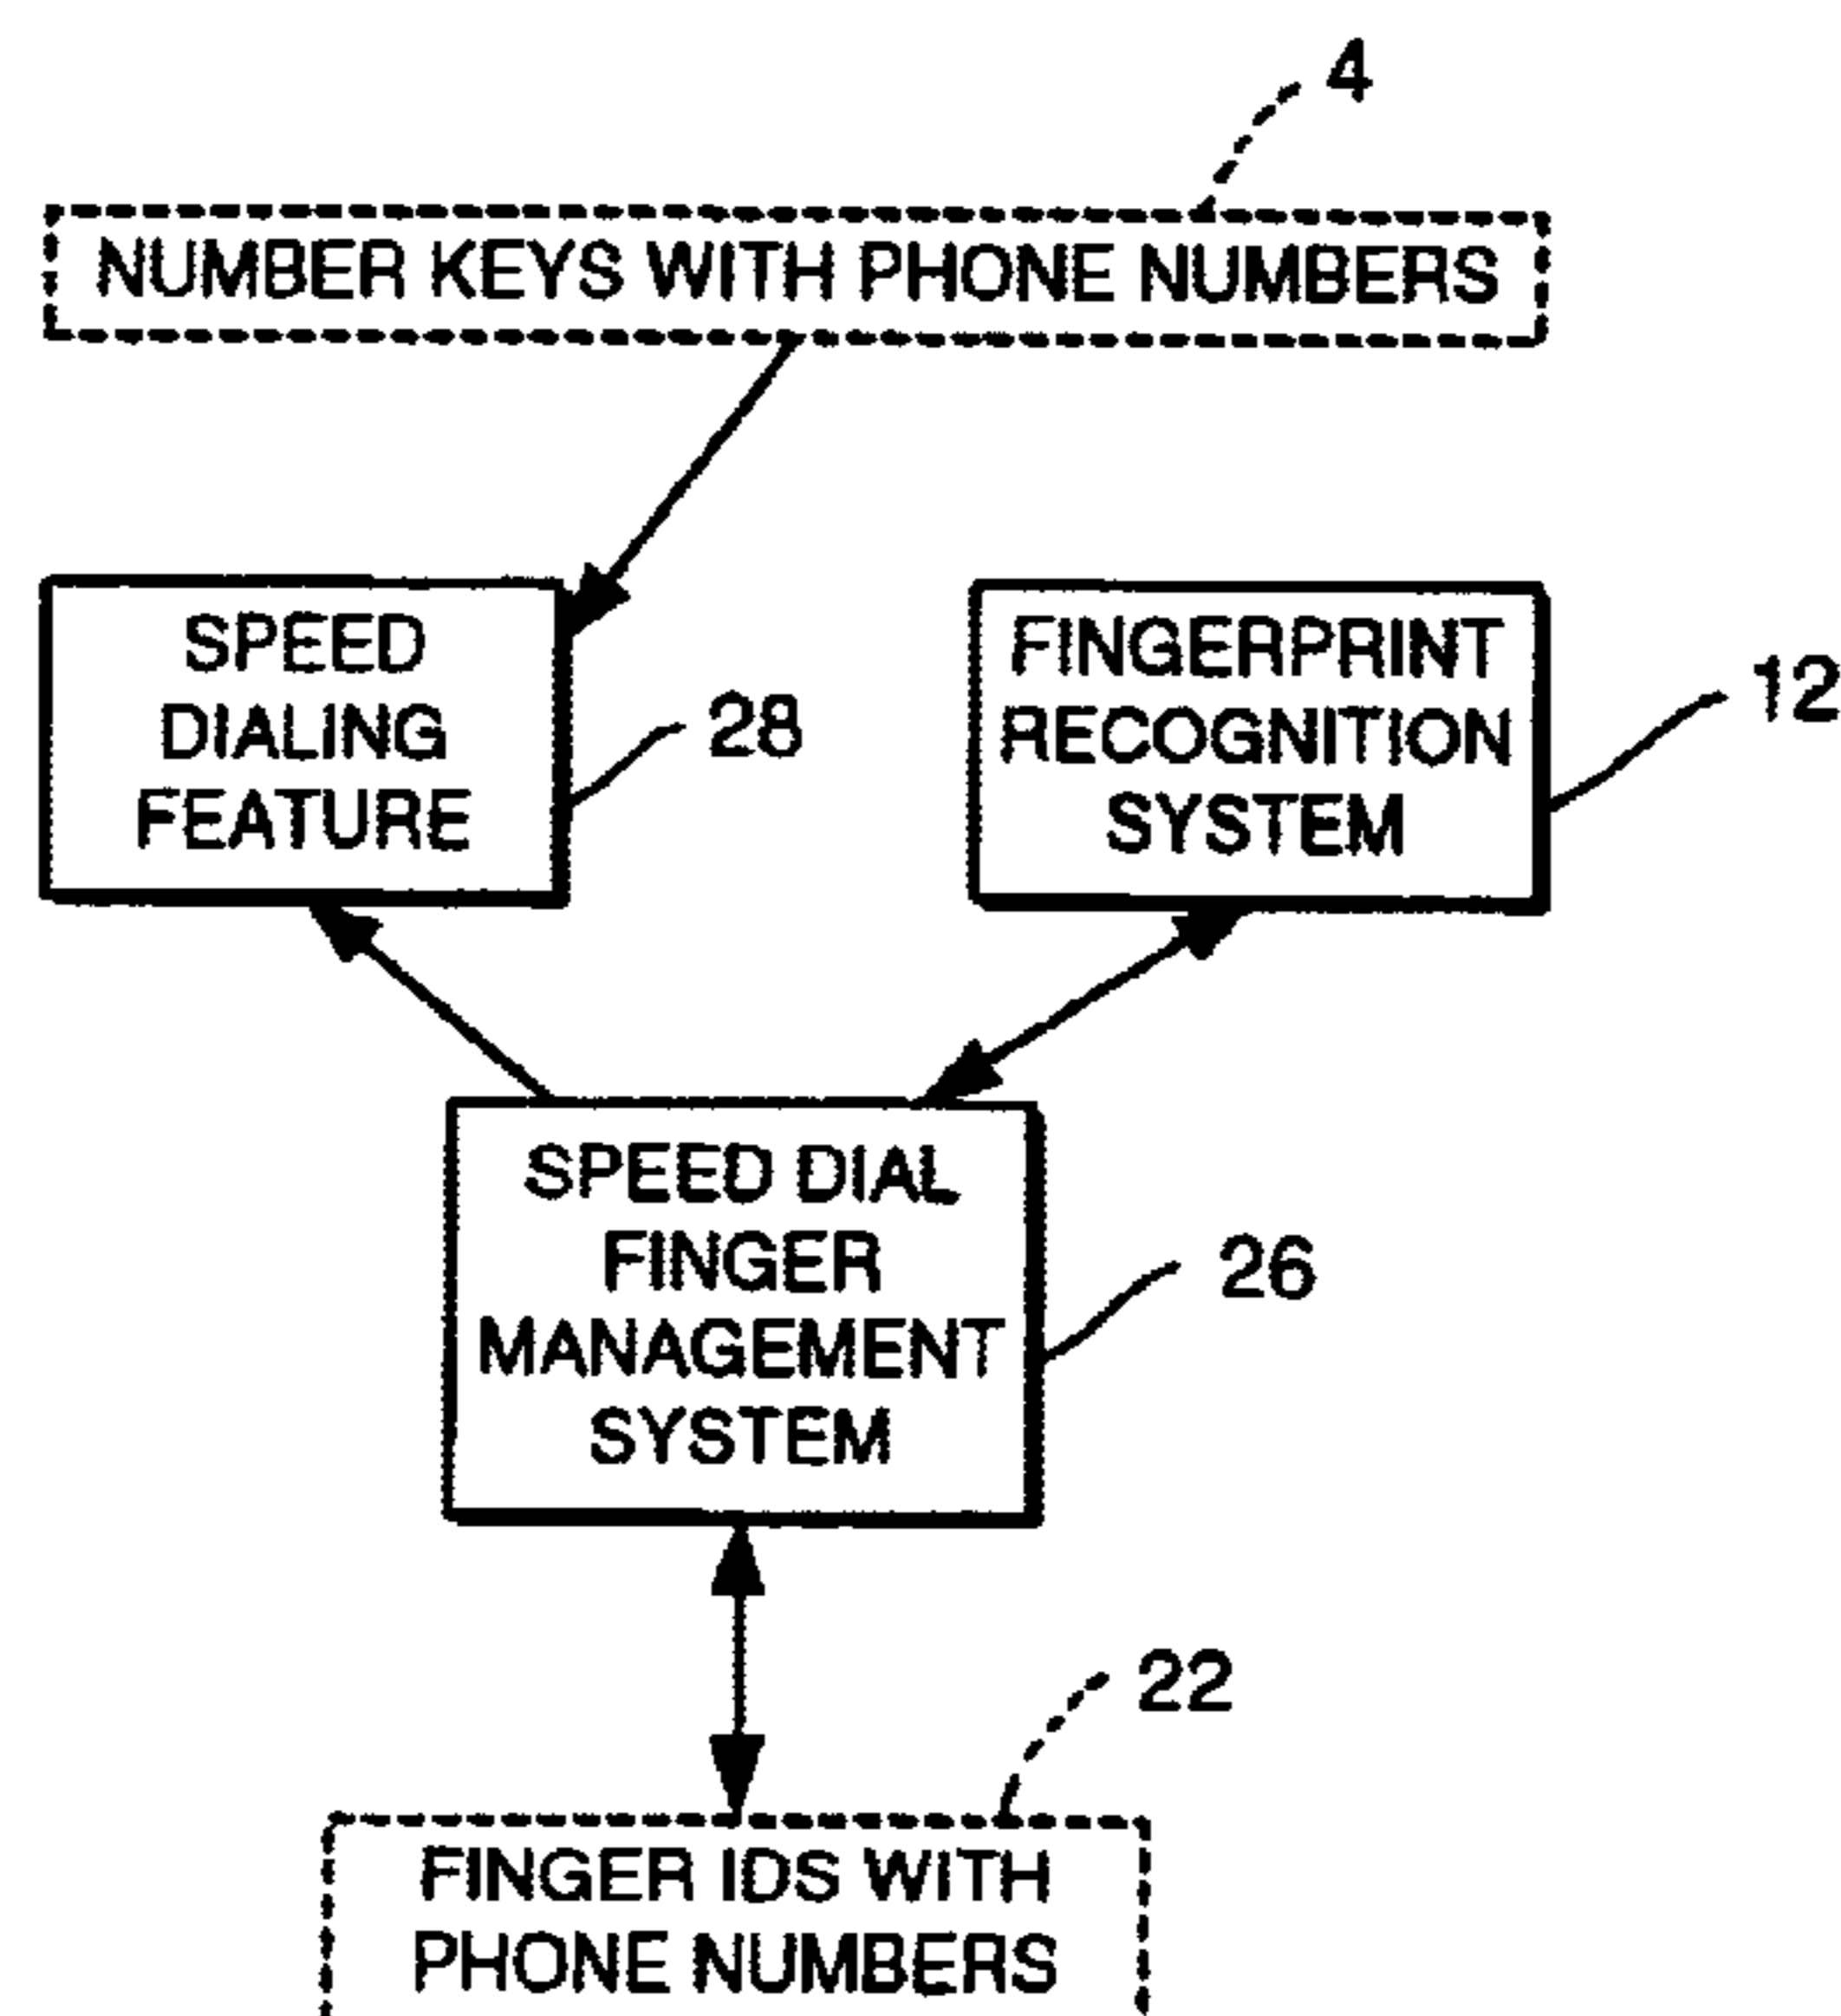 4
NUMBER KEYS WITH PHONE NUMBERS
SPEED
DIALING
FEATURE
28
FINGERPRINT
RECOGNITION
SYSTEM
12
SPEED DIAL
FINGER
MANAGEMENT
SYSTEM
26
22
FINGER IDS WITH
PHONE NUMBERS